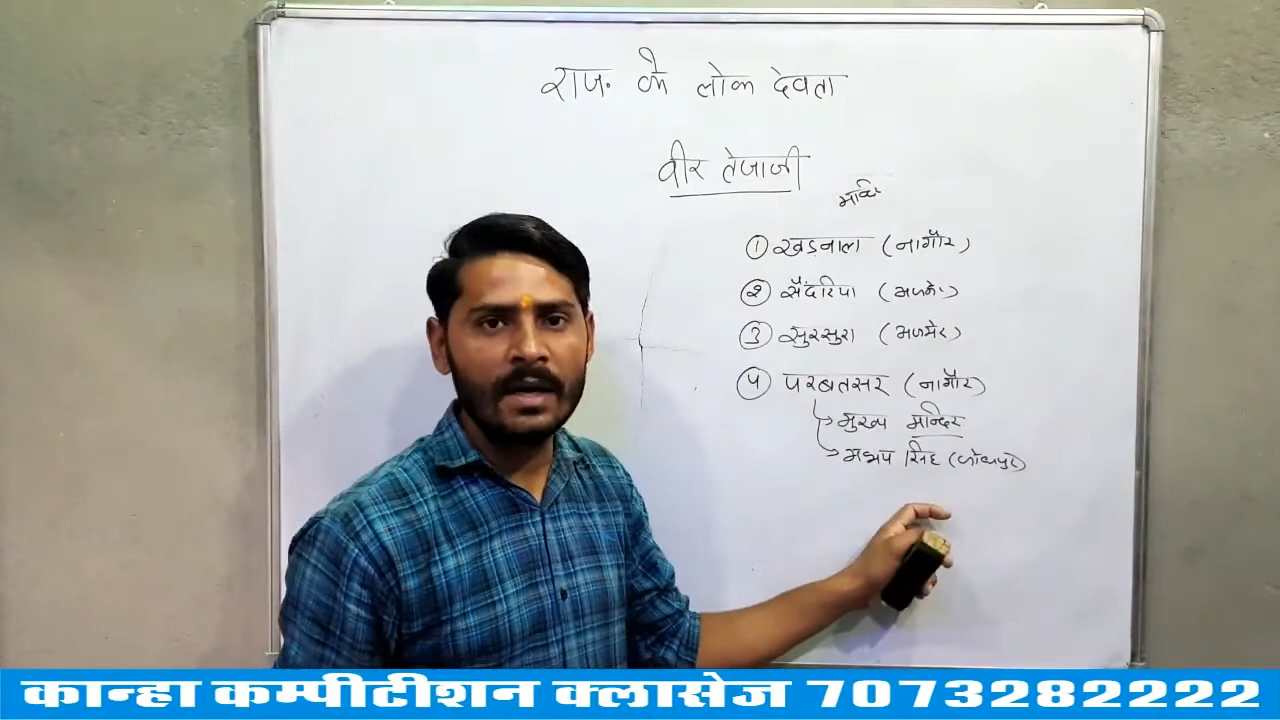 राज. के लोक देवता
वीर तेजाजी
① खड़नाल (नागौर)
② सैंदरिया (अजमेर)
③ सुरसुरा (अजमेर)
④ परबतसर (नागौर)
मुख्य मन्दिर
अभय सिंह (जोधपुर)
कान्हा कम्पीटीशन क्लासेज 7073282222